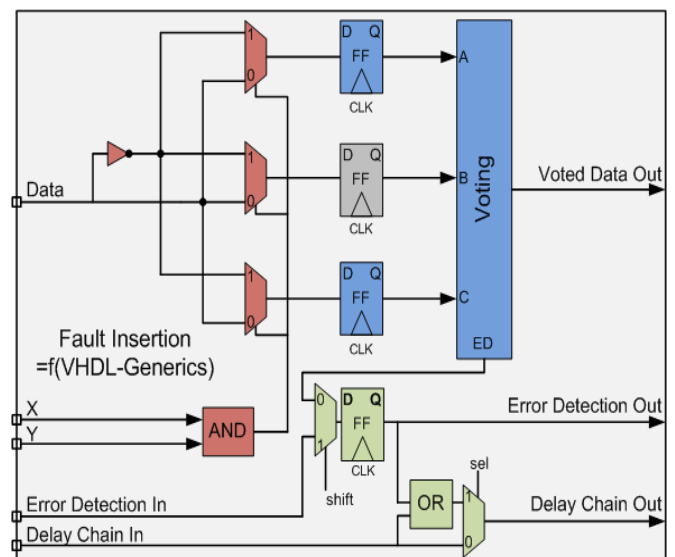 1
0
D Q
FF
CLK
A
1
0
D Q
FF
CLK
B
Voting
Voted Data Out
Data
1
0
D Q
FF
CLK
C
ED
Fault Insertion
=f(VHDL-Generics)
X
Y
AND
0
1
shift
D Q
FF
CLK
Error Detection Out
sel
OR
1
0
Delay Chain Out
Error Detection In
Delay Chain In